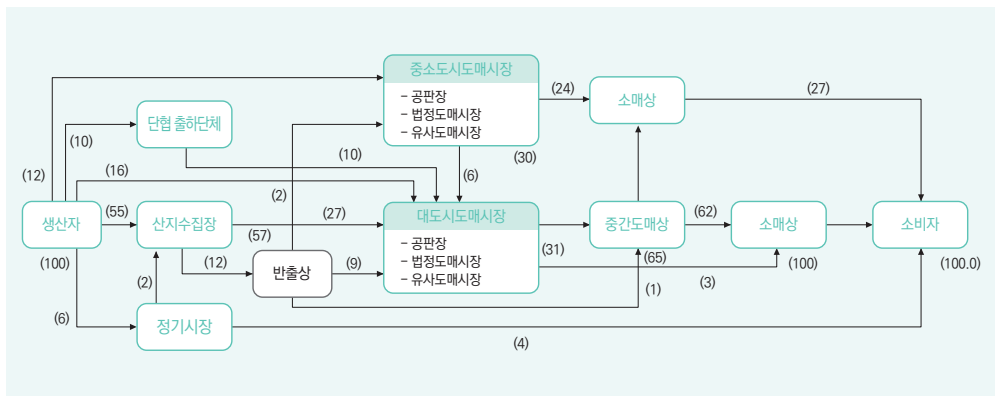 중소도시도매시장
– 공판장
– 법정도매시장
– 유사도매시장
(30)
(24)
소매상
(27)
단협 출하단체
(10)
(10)
(12)
(16)
(2)
(6)
생산자
(100)
(55)
산지수집장
(57)
(27)
대도시도매시장
– 공판장
– 법정도매시장
– 유사도매시장
(31)
중간도매상
(65)
(62)
소매상
(100)
소비자
(100.0)
(12)
반출상
(9)
(1)
(3)
(2)
(6)
정기시장
(4)